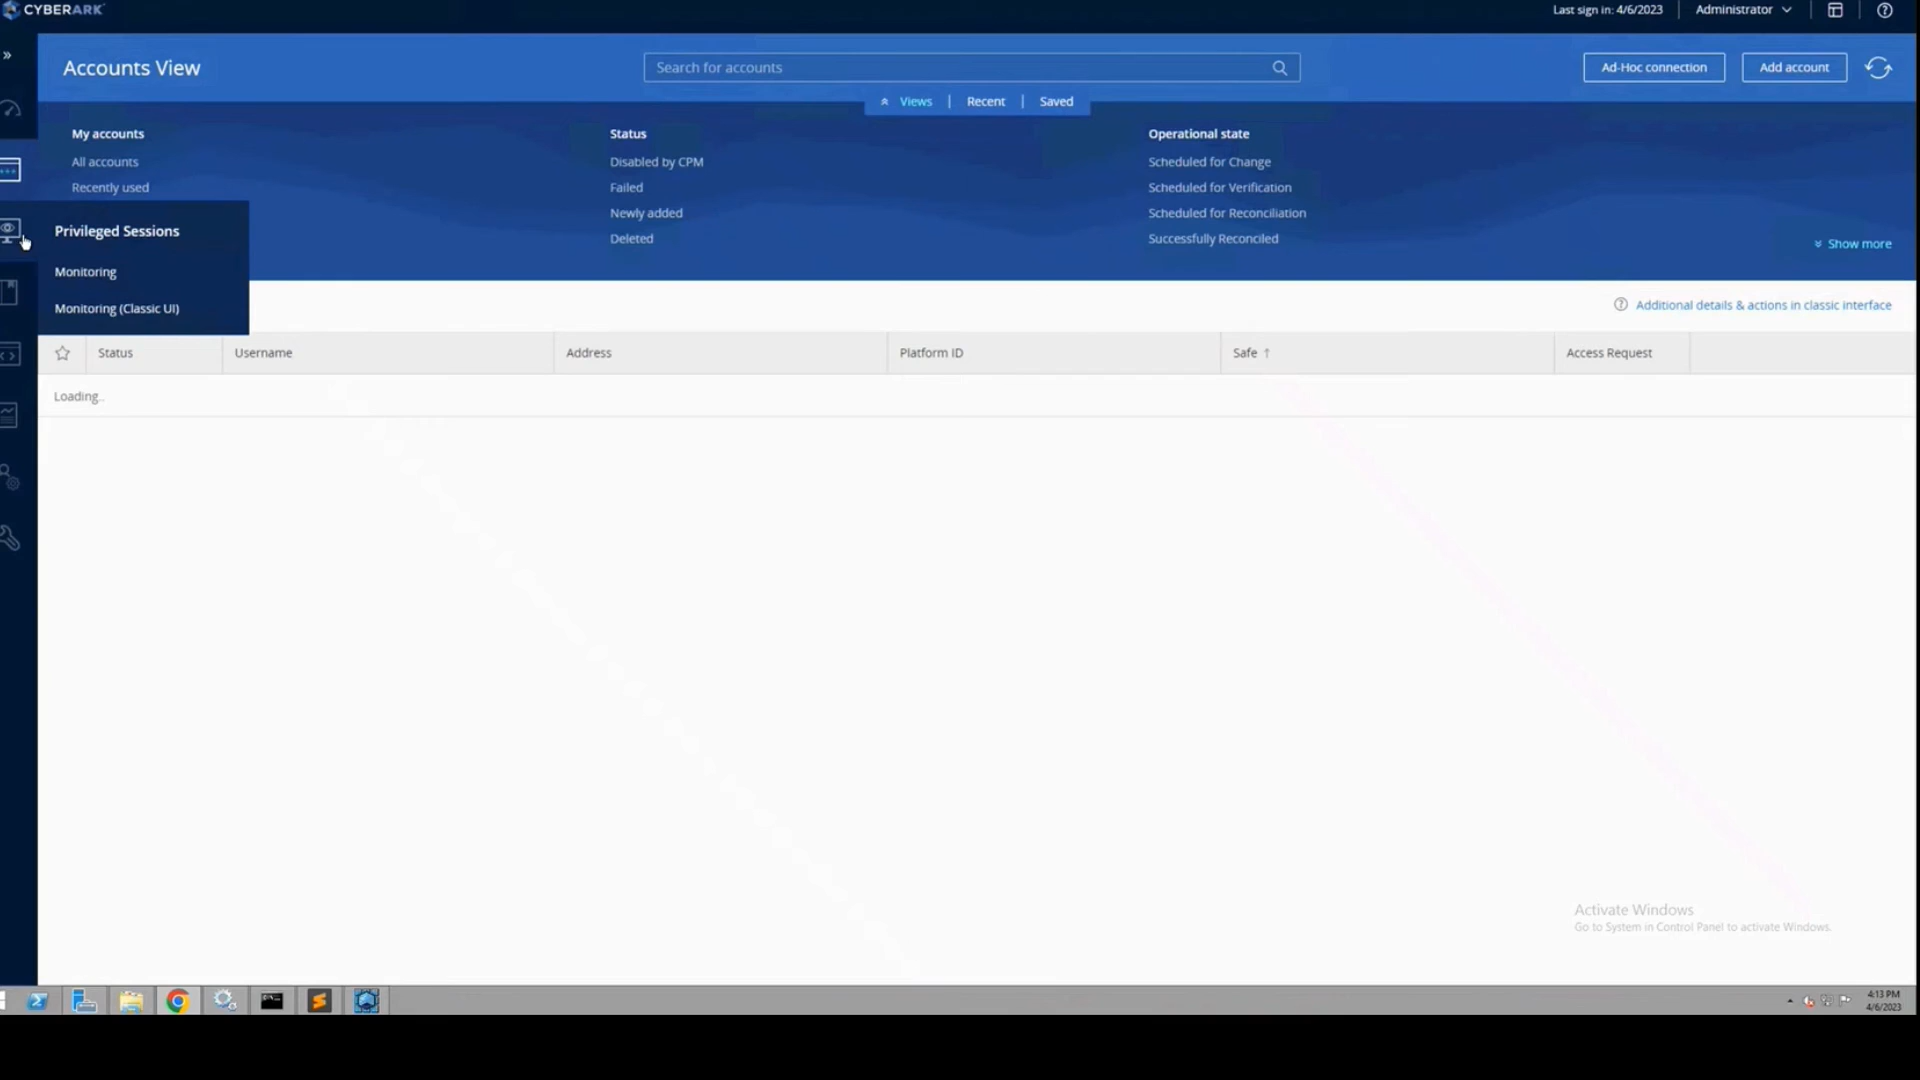 CYBERARK
Last sign in: 4/6/2023
Administrator
Accounts View
Search for accounts
Ad-Hoc connection
Add account
Views
Recent
Saved
My accounts
All accounts
Recently used
Status
Disabled by CPM
Failed
Newly added
Deleted
Operational state
Scheduled for Change
Scheduled for Verification
Scheduled for Reconciliation
Successfully Reconciled
Show more
Privileged Sessions
Monitoring
Monitoring (Classic UI)
Additional details & actions in classic interface
Status
Username
Address
Platform ID
Safe ↑
Access Request
Loading..
Activate Windows
Go to System in Control Panel to activate Windows.
4:13 PM
4/6/2023